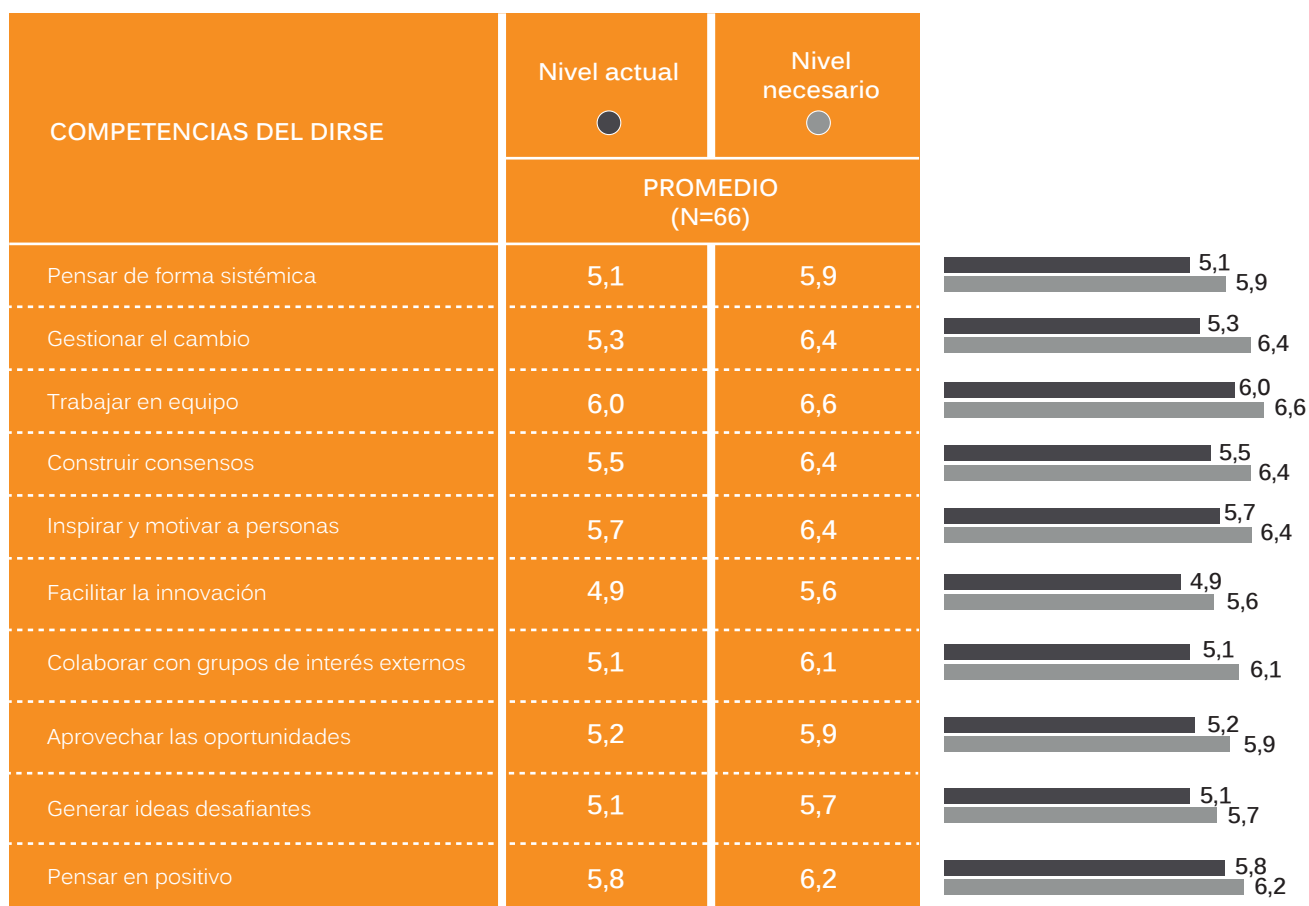 COMPETENCIAS DEL DIRSE
Nivel actual
Nivel
necesario
PROMEDIO
(N=66)
Pensar de forma sistémica 5,1 5,9 5,1
5,9
Gestionar el cambio 5,3 6,4 5,3
6,4
Trabajar en equipo 6,0 6,6 6,0
6,6
Construir consensos 5,5 6,4 5,5
6,4
Inspirar y motivar a personas 5,7 6,4 5,7
6,4
Facilitar la innovación 4,9 5,6 4,9
5,6
Colaborar con grupos de interés externos 5,1 6,1 5,1
6,1
Aprovechar las oportunidades 5,2 5,9 5,2
5,9
Generar ideas desafiantes 5,1 5,7 5,1
5,7
Pensar en positivo 5,8 6,2 5,8
6,2